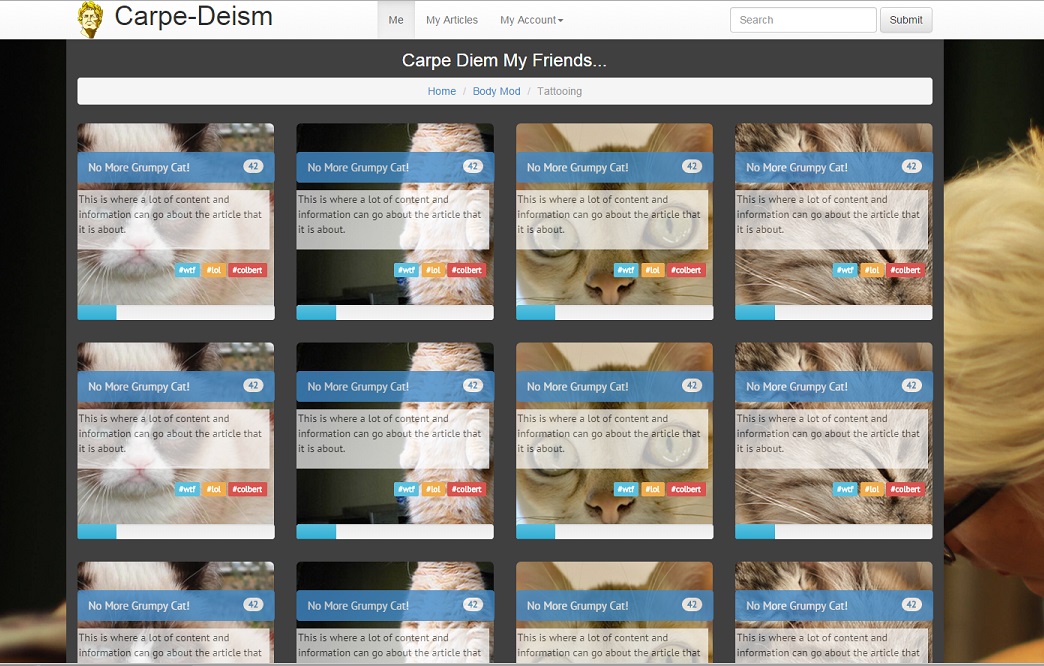 Carpe-Deism Me My Articles My Account Search Submit
Carpe Diem My Friends...
Home / Body Mod / Tattooing
No More Grumpy Cat! 42 No More Grumpy Cat! 42 No More Grumpy Cat! 42 No More Grumpy Cat! 42
This is where a lot of content and This is where a lot of content and This is where a lot of content and This is where a lot of content and
information can go about the article that information can go about the article that information can go about the article that information can go about the article that
it is about. it is about. it is about. it is about.
#wtf #lol #colbert #wtf #lol #colbert #wtf #lol #colbert #wtf #lol #colbert
No More Grumpy Cat! 42 No More Grumpy Cat! 42 No More Grumpy Cat! 42 No More Grumpy Cat! 42
This is where a lot of content and This is where a lot of content and This is where a lot of content and This is where a lot of content and
information can go about the article that information can go about the article that information can go about the article that information can go about the article that
it is about. it is about. it is about. it is about.
#wtf #lol #colbert #wtf #lol #colbert #wtf #lol #colbert #wtf #lol #colbert
No More Grumpy Cat! 42 No More Grumpy Cat! 42 No More Grumpy Cat! 42 No More Grumpy Cat! 42
This is where a lot of content and This is where a lot of content and This is where a lot of content and This is where a lot of content and
information can go about the article that information can go about the article that information can go about the article that information can go about the article that